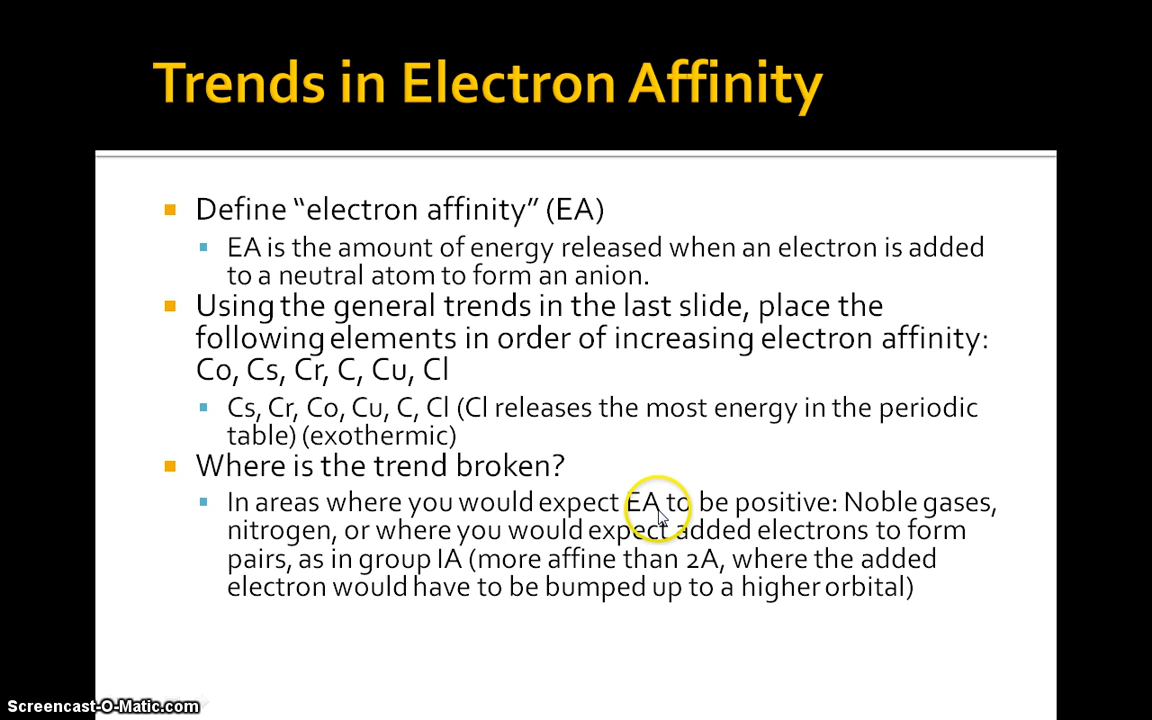 Trends in Electron Affinity
Define “electron affinity” (EA)
EA is the amount of energy released when an electron is added
to a neutral atom to form an anion.
Using the general trends in the last slide, place the
following elements in order of increasing electron affinity:
Co, Cs, Cr, C, Cu, Cl
Cs, Cr, Co, Cu, C, Cl (Cl releases the most energy in the periodic
table) (exothermic)
Where is the trend broken?
In areas where you would expect EA to be positive: Noble gases,
nitrogen, or where you would expect added electrons to form
pairs, as in group IA (more affine than 2A, where the added
electron would have to be bumped up to a higher orbital)
Screencast-O-Matic.com